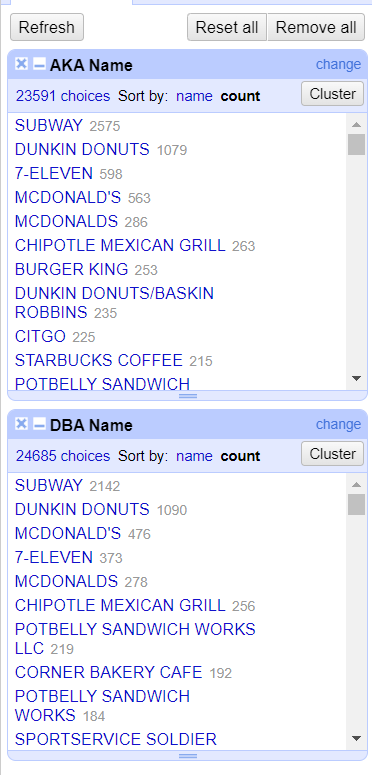 Refresh Reset all Remove all
AKA Name change
23591 choices Sort by: name count Cluster
SUBWAY 2575
DUNKIN DONUTS 1079
7-ELEVEN 598
MCDONALD'S 563
MCDONALDS 286
CHIPOTLE MEXICAN GRILL 263
BURGER KING 253
DUNKIN DONUTS/BASKIN
ROBBINS 235
CITGO 225
STARBUCKS COFFEE 215
POTBELLY SANDWICH
DBA Name change
24685 choices Sort by: name count Cluster
SUBWAY 2142
DUNKIN DONUTS 1090
MCDONALD'S 476
7-ELEVEN 373
MCDONALDS 278
CHIPOTLE MEXICAN GRILL 256
POTBELLY SANDWICH WORKS
LLC 219
CORNER BAKERY CAFE 192
POTBELLY SANDWICH
WORKS 184
SPORTSERVICE SOLDIER